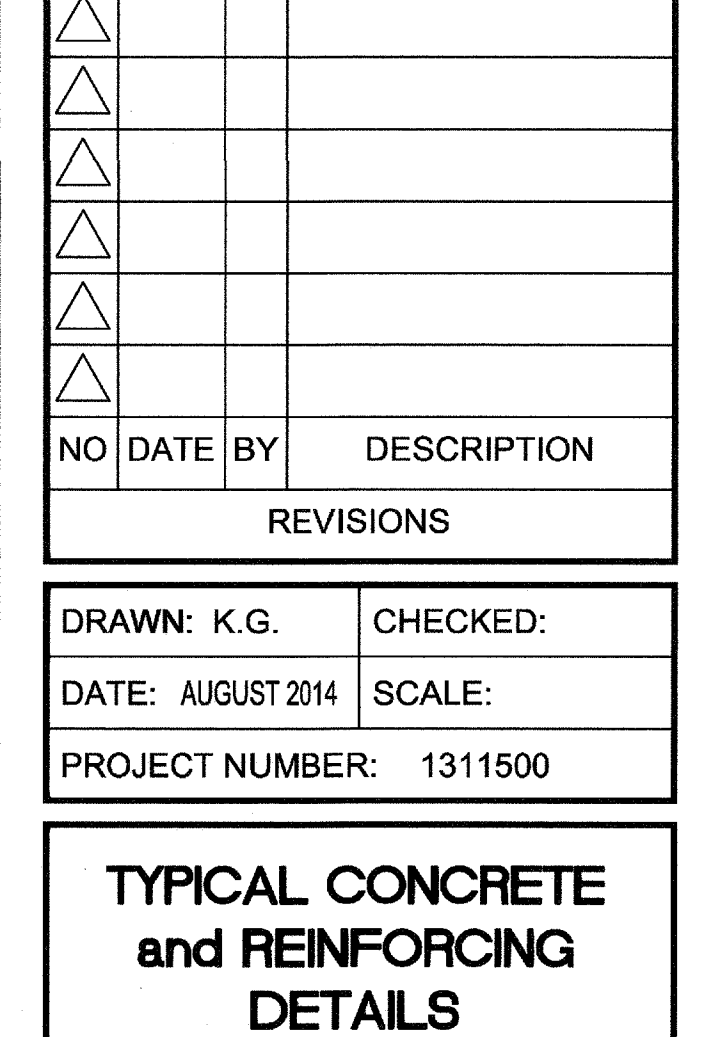 NO DATE BY DESCRIPTION
REVISIONS
DRAWN: K.G. CHECKED:
DATE: AUGUST 2014 SCALE:
PROJECT NUMBER: 1311500
TYPICAL CONCRETE
and REINFORCING
DETAILS